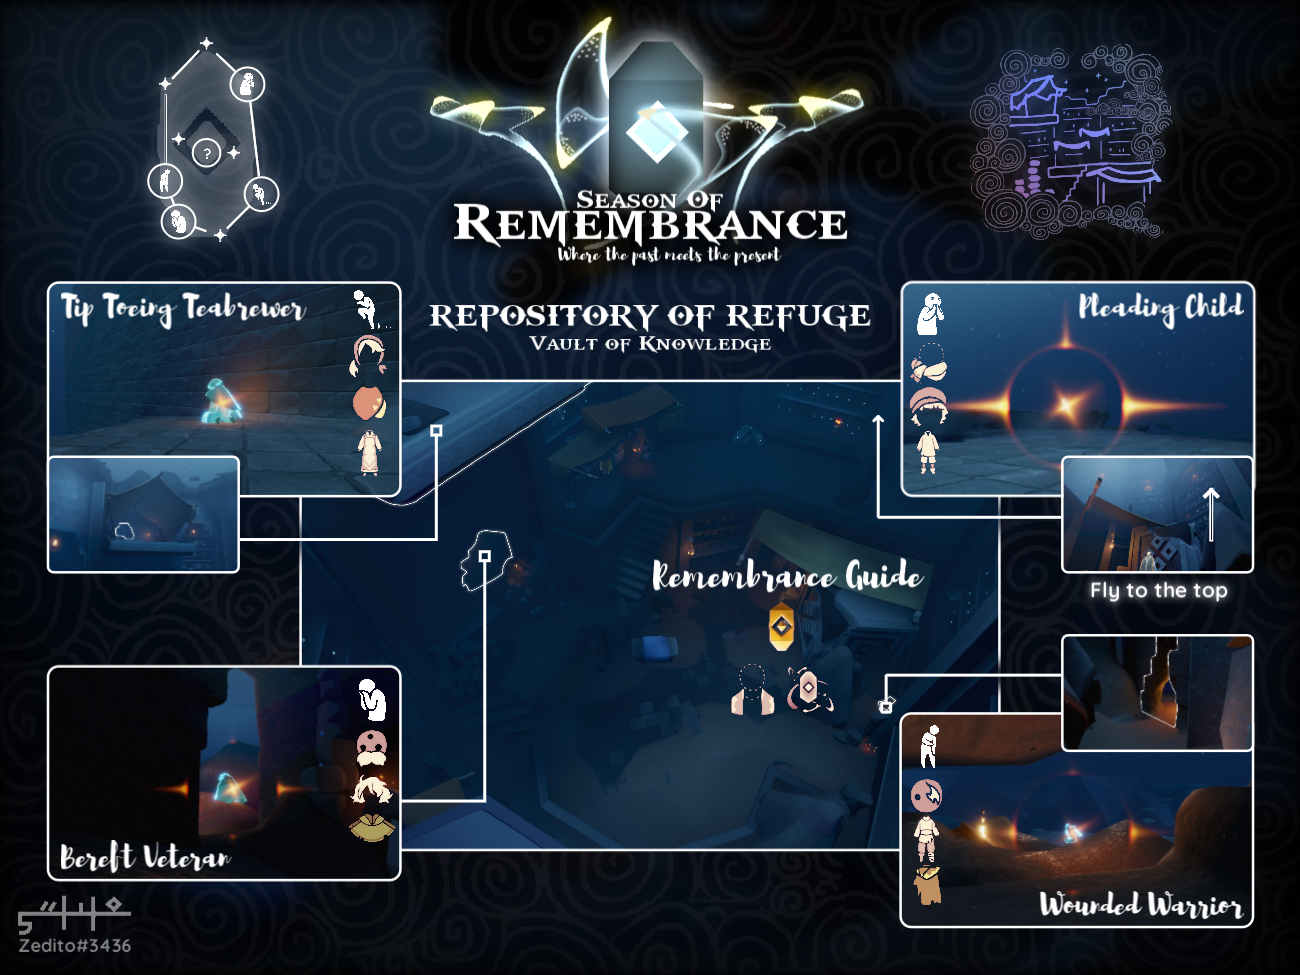 ?
SEASON OF
REMEMBRANCE
Where the past meets the present
Tip Toeing Teabrewer
REPOSITORY OF REFUGE
VAULT OF KNOWLEDGE
Pleading Child
Remembrance Guide
Fly to the top
Bereft Veteran
Wounded Warrior
Zedito#3436